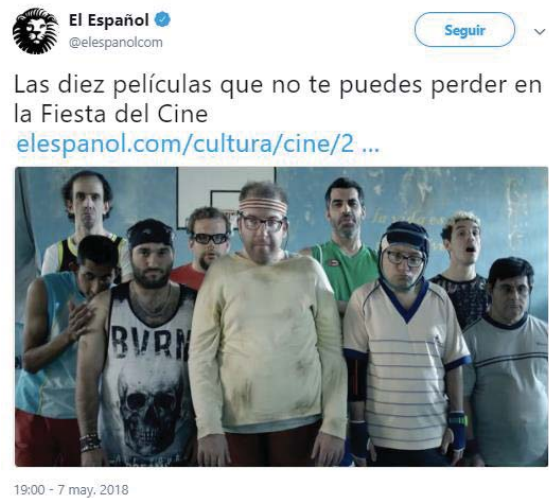 El Español
@elespanolcom
Seguir
Las diez películas que no te puedes perder en
la Fiesta del Cine
elespanol.com/cultura/cine/2 ...
BVRN
19:00 - 7 may. 2018